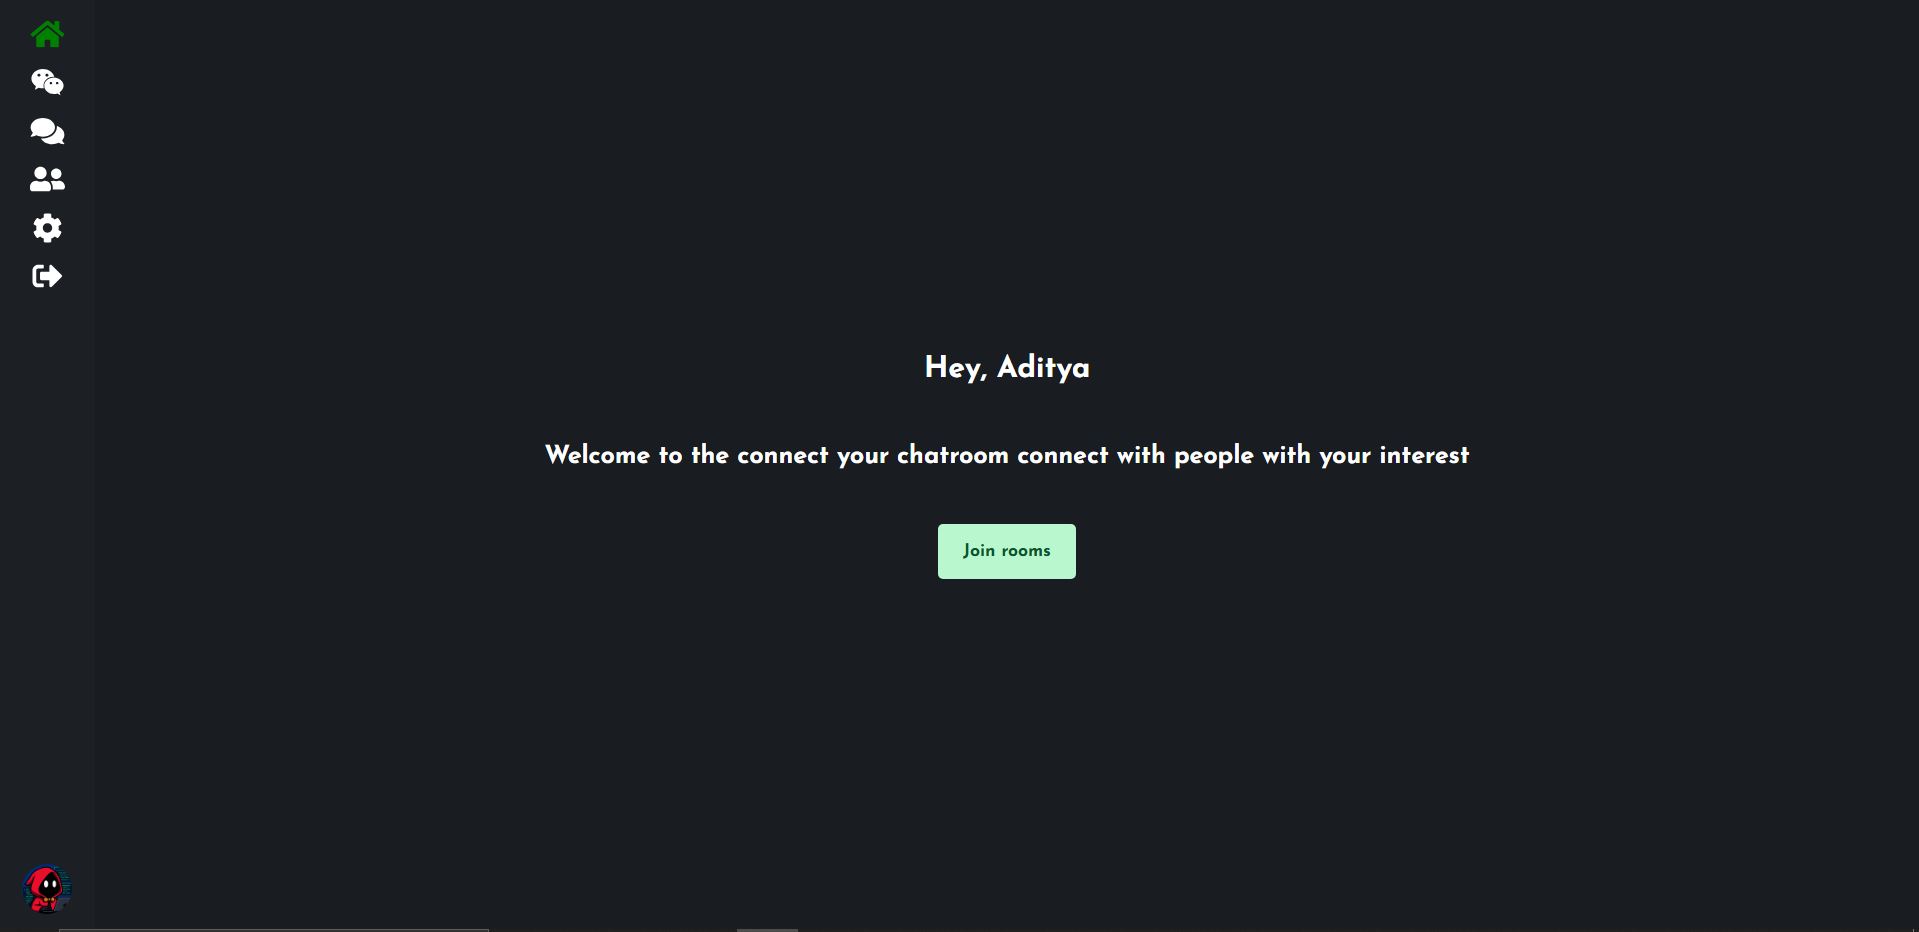 Hey, Aditya
Welcome to the connect your chatroom connect with people with your interest
Join rooms